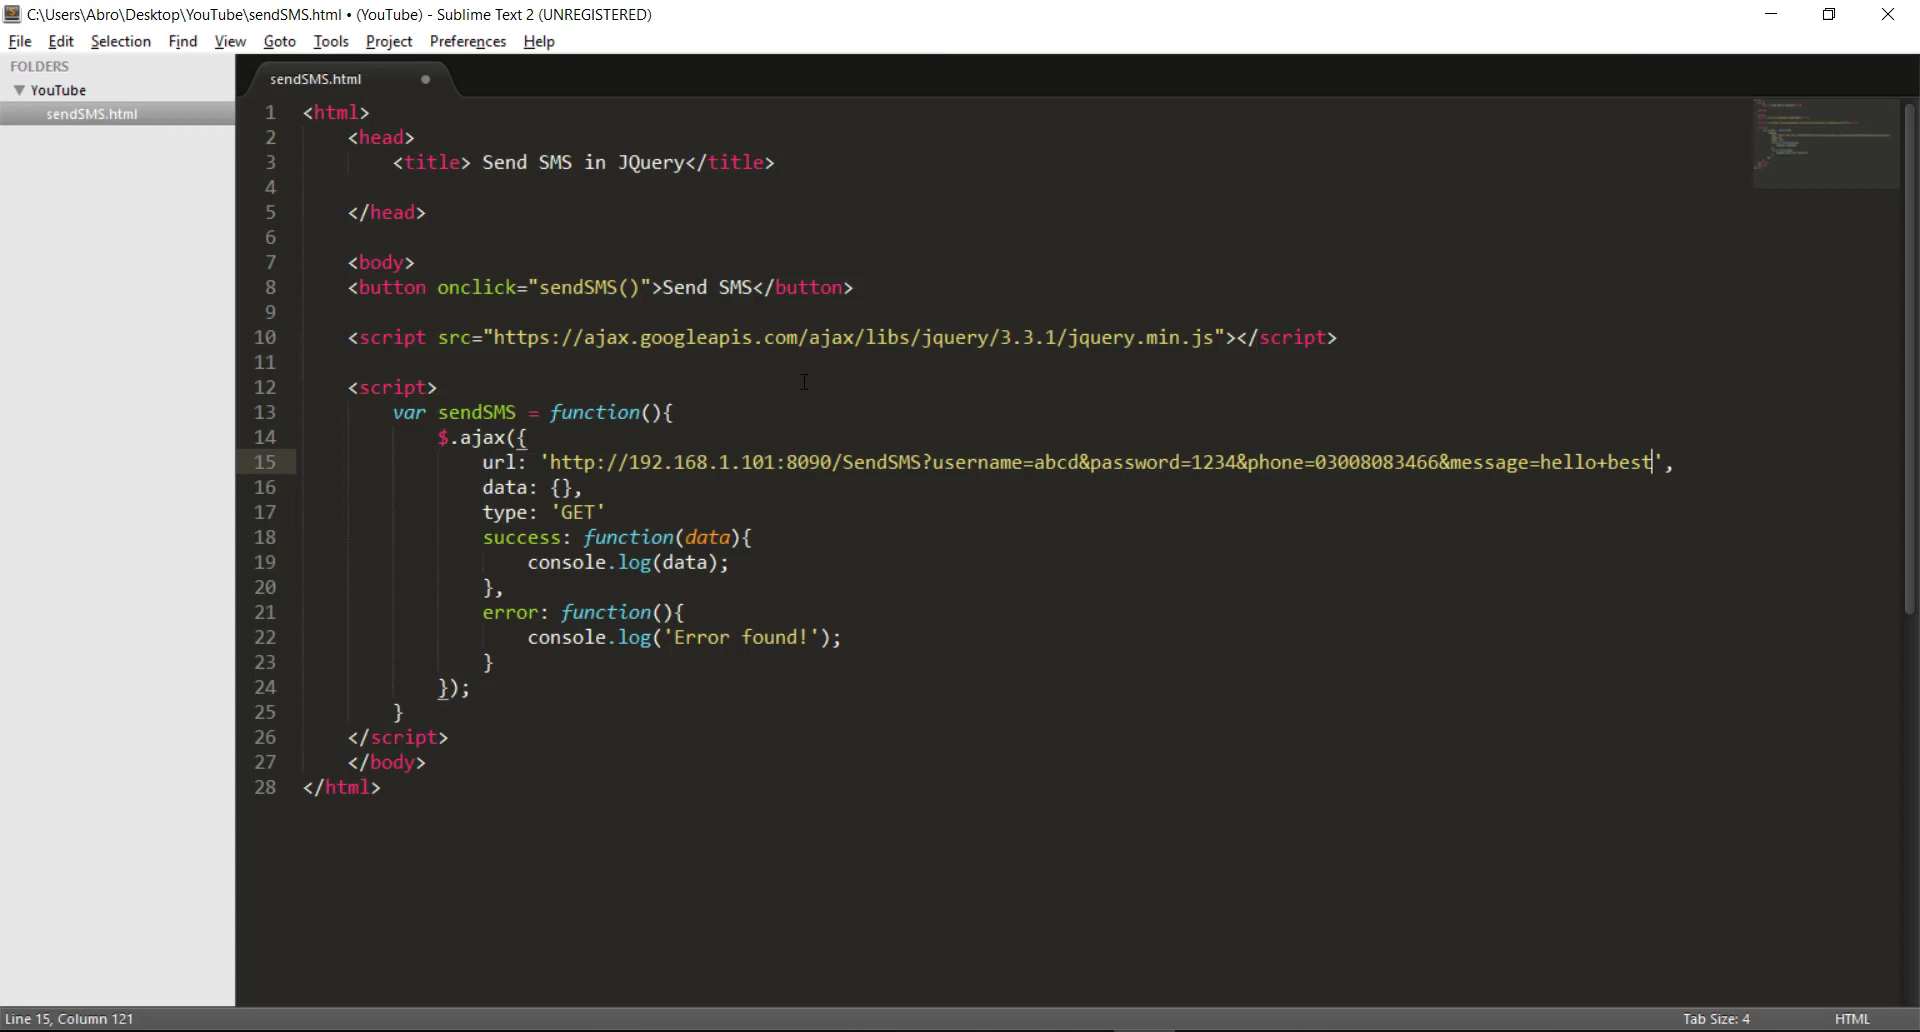 C:\Users\Abro\Desktop\YouTube\sendSMS.html • (YouTube) - Sublime Text 2 (UNREGISTERED)
File Edit Selection Find View Goto Tools Project Preferences Help
FOLDERS
YouTube
sendSMS.html
sendSMS.html
1 <html>
2 <head>
3 <title> Send SMS in JQuery</title>
4
5 </head>
6
7 <body>
8 <button onclick="sendSMS()">Send SMS</button>
9
10 <script src="https://ajax.googleapis.com/ajax/libs/jquery/3.3.1/jquery.min.js"></script>
11
12 <script>
13 var sendSMS = function(){
14 $.ajax({
15 url: 'http://192.168.1.101:8090/SendSMS?username=abcd&password=1234&phone=03008083466&message=hello+best',
16 data: {},
17 type: 'GET'
18 success: function(data){
19 console.log(data);
20 },
21 error: function(){
22 console.log('Error found!');
23 }
24 });
25 }
26 </script>
27 </body>
28 </html>
Line 15, Column 121 Tab Size: 4 HTML